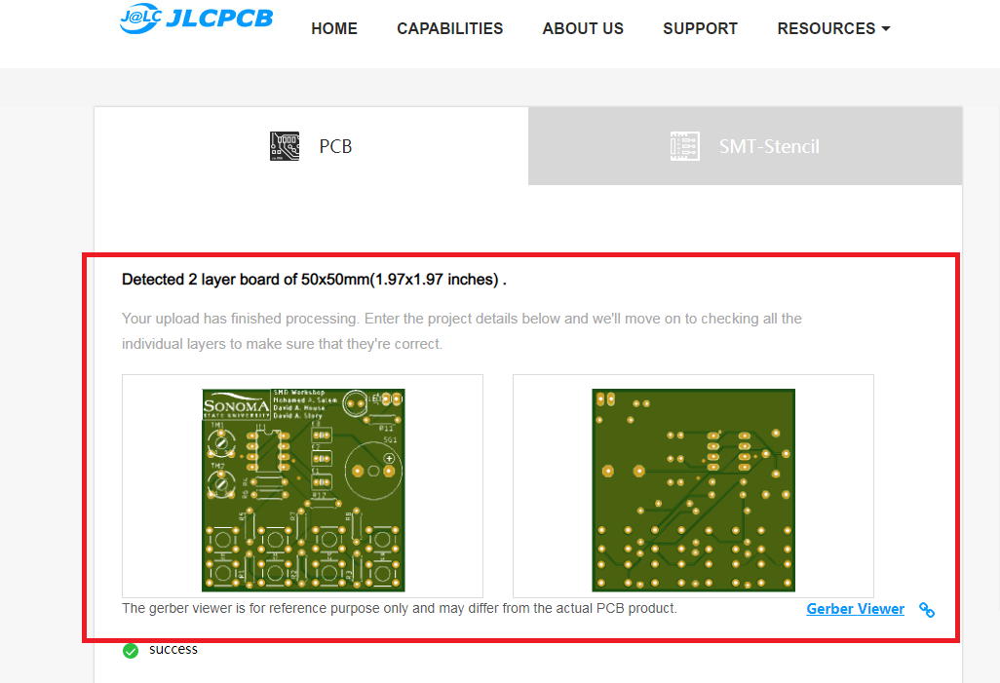 J@LC JLCPCB
HOME CAPABILITIES ABOUT US SUPPORT RESOURCES
PCB
SMT-Stencil
Detected 2 layer board of 50x50mm(1.97x1.97 inches) .
Your upload has finished processing. Enter the project details below and we'll move on to checking all the
individual layers to make sure that they're correct.
SONOMA
STATE UNIVERSITY
SMD Workshop
Mohamed A. Salem
David A. House
David A. Story
R11
SG1
TM1
TM2
R12
The gerber viewer is for reference purpose only and may differ from the actual PCB product.
Gerber Viewer
success